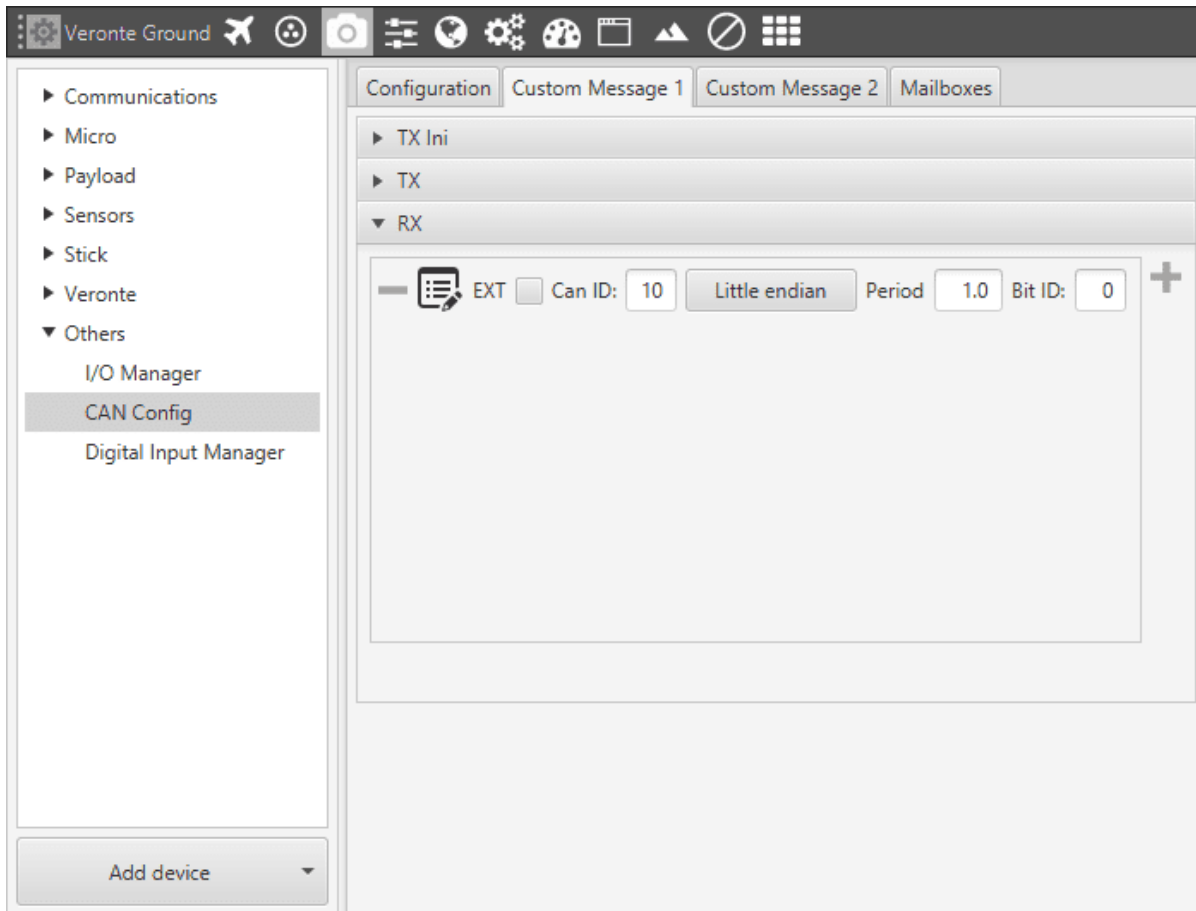 Veronte Ground
Communications
Micro
Payload
Sensors
Stick
Veronte
Others
I/O Manager
CAN Config
Digital Input Manager
Add device
Configuration Custom Message 1 Custom Message 2 Mailboxes
TX Ini
TX
RX
EXT Can ID: 10 Little endian Period 1.0 Bit ID: 0